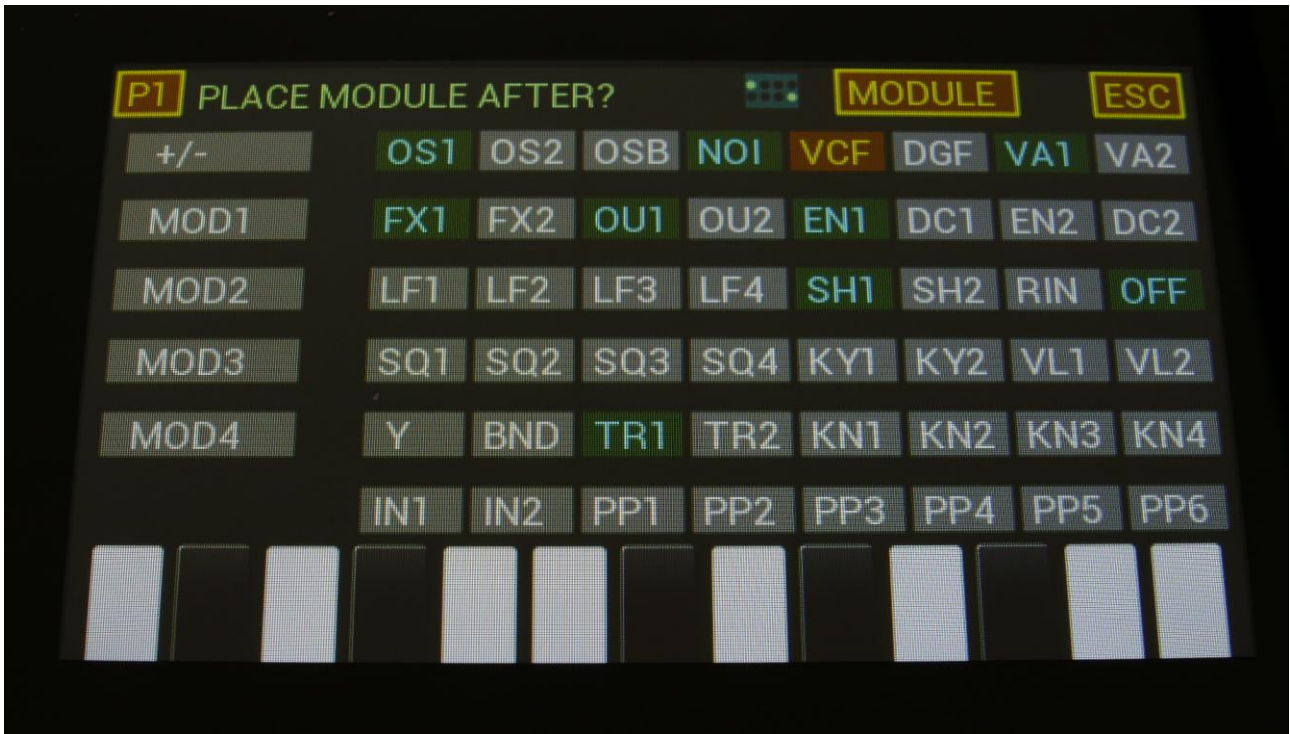 P1 PLACE MODULE AFTER? MODULE ESC
+/- OS1 OS2 OSB NOI VCF DGF VA1 VA2
MOD1 FX1 FX2 OU1 OU2 EN1 DC1 EN2 DC2
MOD2 LF1 LF2 LF3 LF4 SH1 SH2 RIN OFF
MOD3 SQ1 SQ2 SQ3 SQ4 KY1 KY2 VL1 VL2
MOD4 Y BND TR1 TR2 KN1 KN2 KN3 KN4
IN1 IN2 PP1 PP2 PP3 PP4 PP5 PP6